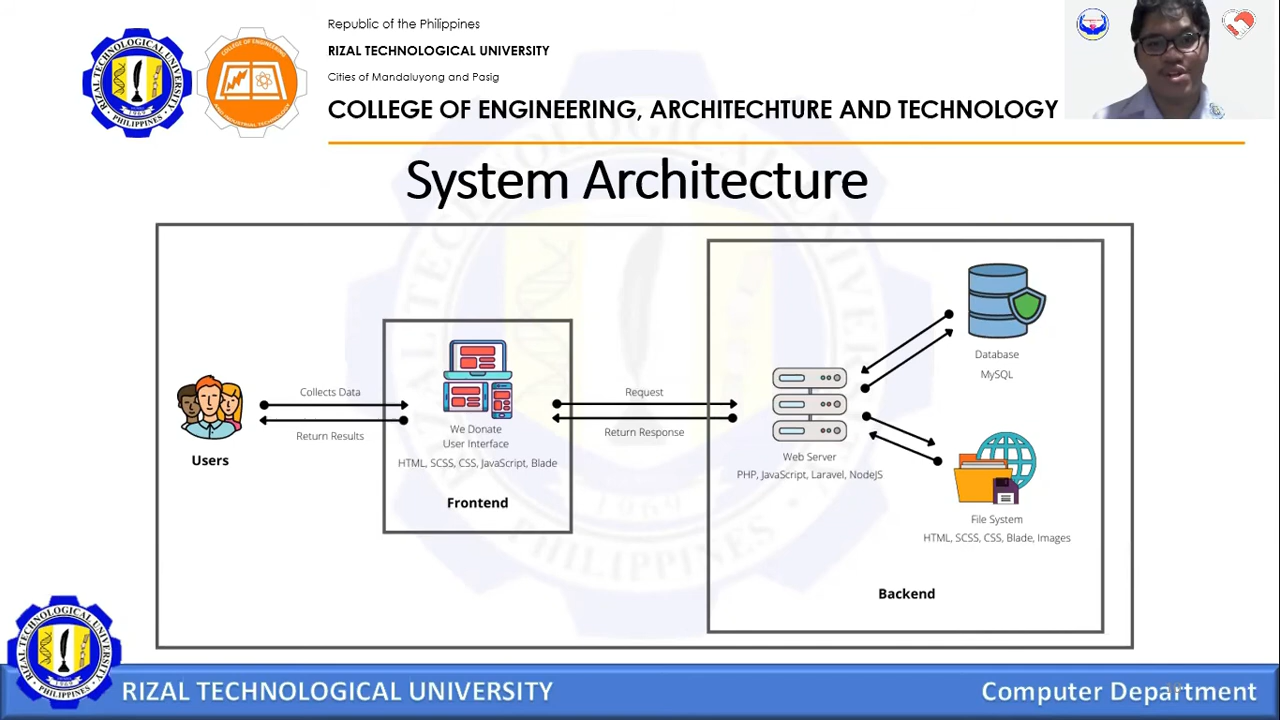 Republic of the Philippines
RIZAL TECHNOLOGICAL UNIVERSITY
Cities of Mandaluyong and Pasig
COLLEGE OF ENGINEERING, ARCHITECHTURE AND TECHNOLOGY
System Architecture
Users
Collects Data
Return Results
We Donate
User Interface
HTML, SCSS, CSS, JavaScript, Blade
Frontend
Request
Return Response
Web Server
PHP, JavaScript, Laravel, NodeJS
Database
MySQL
File System
HTML, SCSS, CSS, Blade, Images
Backend
RIZAL TECHNOLOGICAL UNIVERSITY
Computer Department